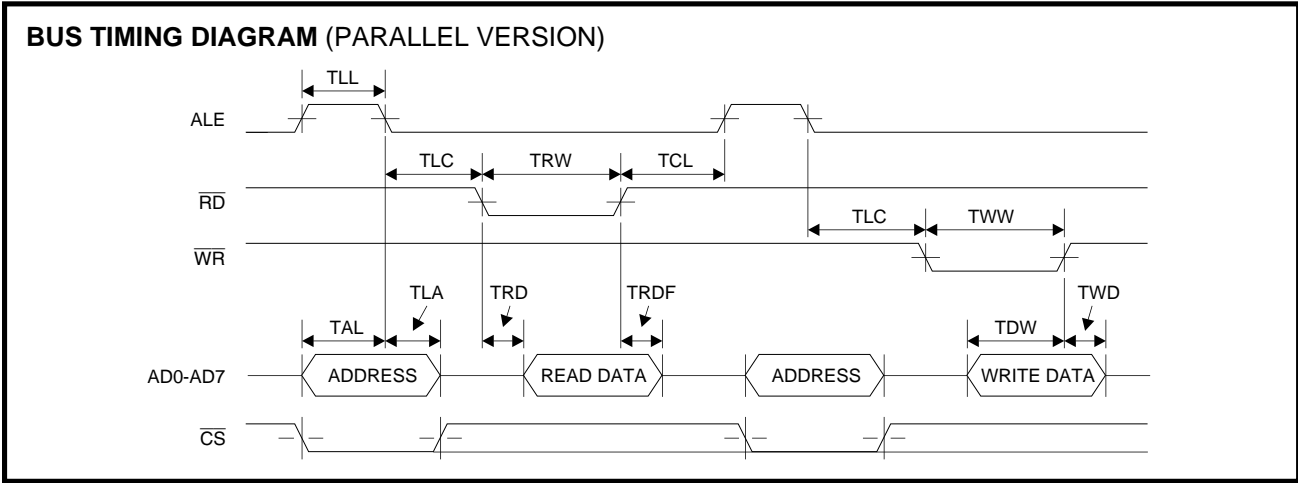 BUS TIMING DIAGRAM (PARALLEL VERSION)
TLL
ALE
TLC TRW TCL
RD
TLC TWW
WR
TLA TRD TRDF TWD
TAL TDW
AD0-AD7 ADDRESS READ DATA ADDRESS WRITE DATA
CS